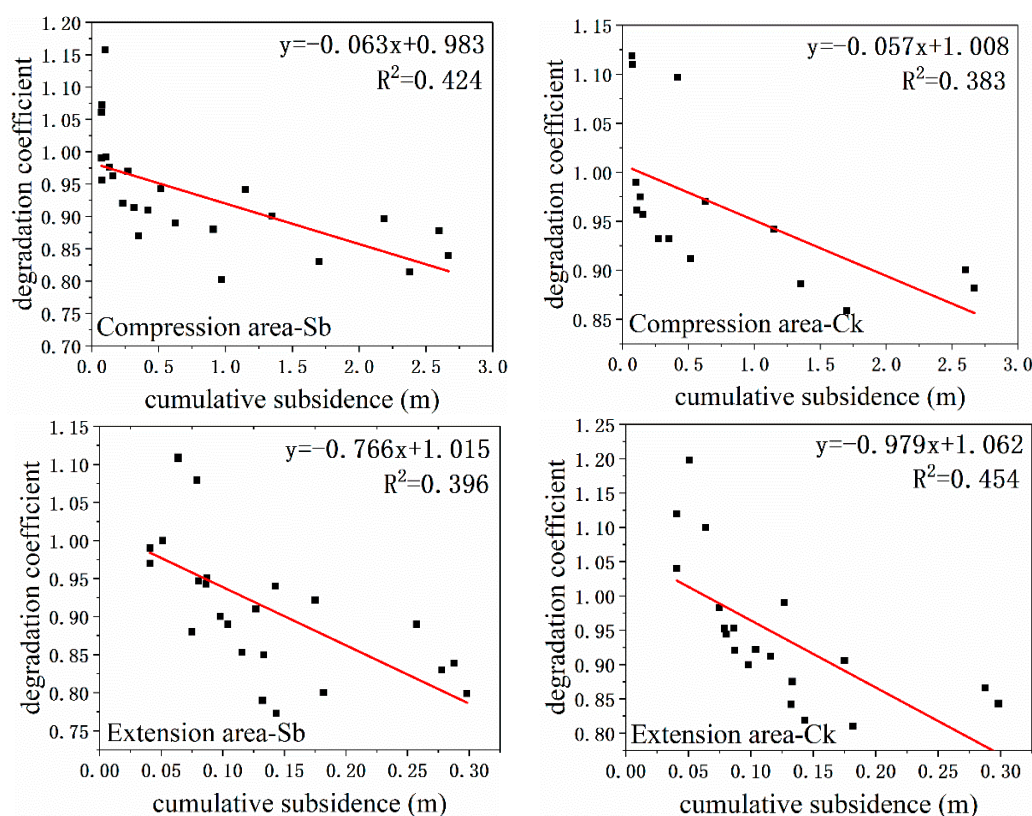 y=-0.063x+0.983
R²=0.424
degradation coefficient
1.20
1.15
1.10
1.05
1.00
0.95
0.90
0.85
0.80
0.75
0.70
Compression area-Sb
0.0 0.5 1.0 1.5 2.0 2.5 3.0
cumulative subsidence (m)
y=-0.057x+1.008
R²=0.383
degradation coefficient
1.15
1.10
1.05
1.00
0.95
0.90
0.85
Compression area-Ck
0.0 0.5 1.0 1.5 2.0 2.5 3.0
cumulative subsidence (m)
y=-0.766x+1.015
R²=0.396
degradation coefficient
1.15
1.10
1.05
1.00
0.95
0.90
0.85
0.80
0.75
Extension area-Sb
0.00 0.05 0.10 0.15 0.20 0.25 0.30
cumulative subsidence (m)
y=-0.979x+1.062
R²=0.454
degradation coefficient
1.25
1.20
1.15
1.10
1.05
1.00
0.95
0.90
0.85
0.80
Extension area-Ck
0.00 0.05 0.10 0.15 0.20 0.25 0.30
cumulative subsidence (m)